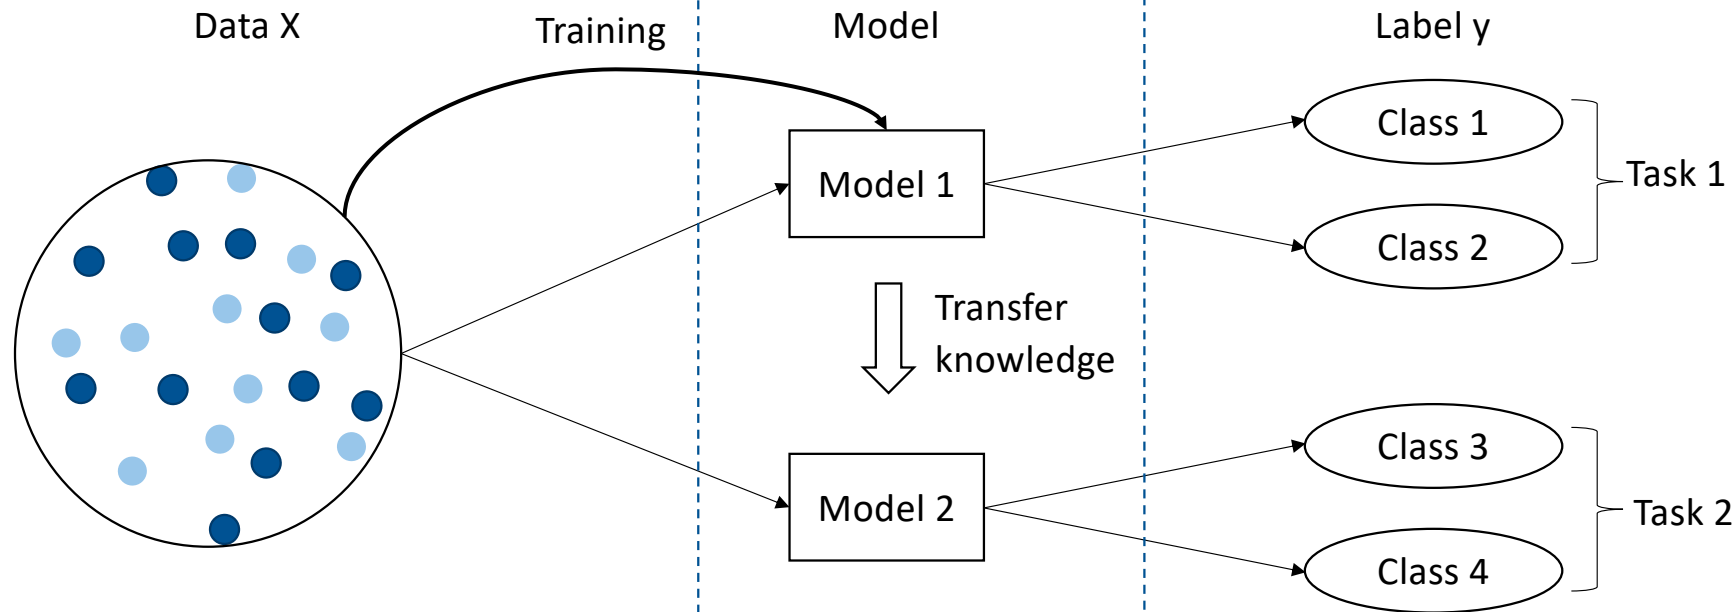 Data X
Training
Model
Label y
Class 1
Model 1
Task 1
Class 2
Transfer
knowledge
Class 3
Model 2
Task 2
Class 4